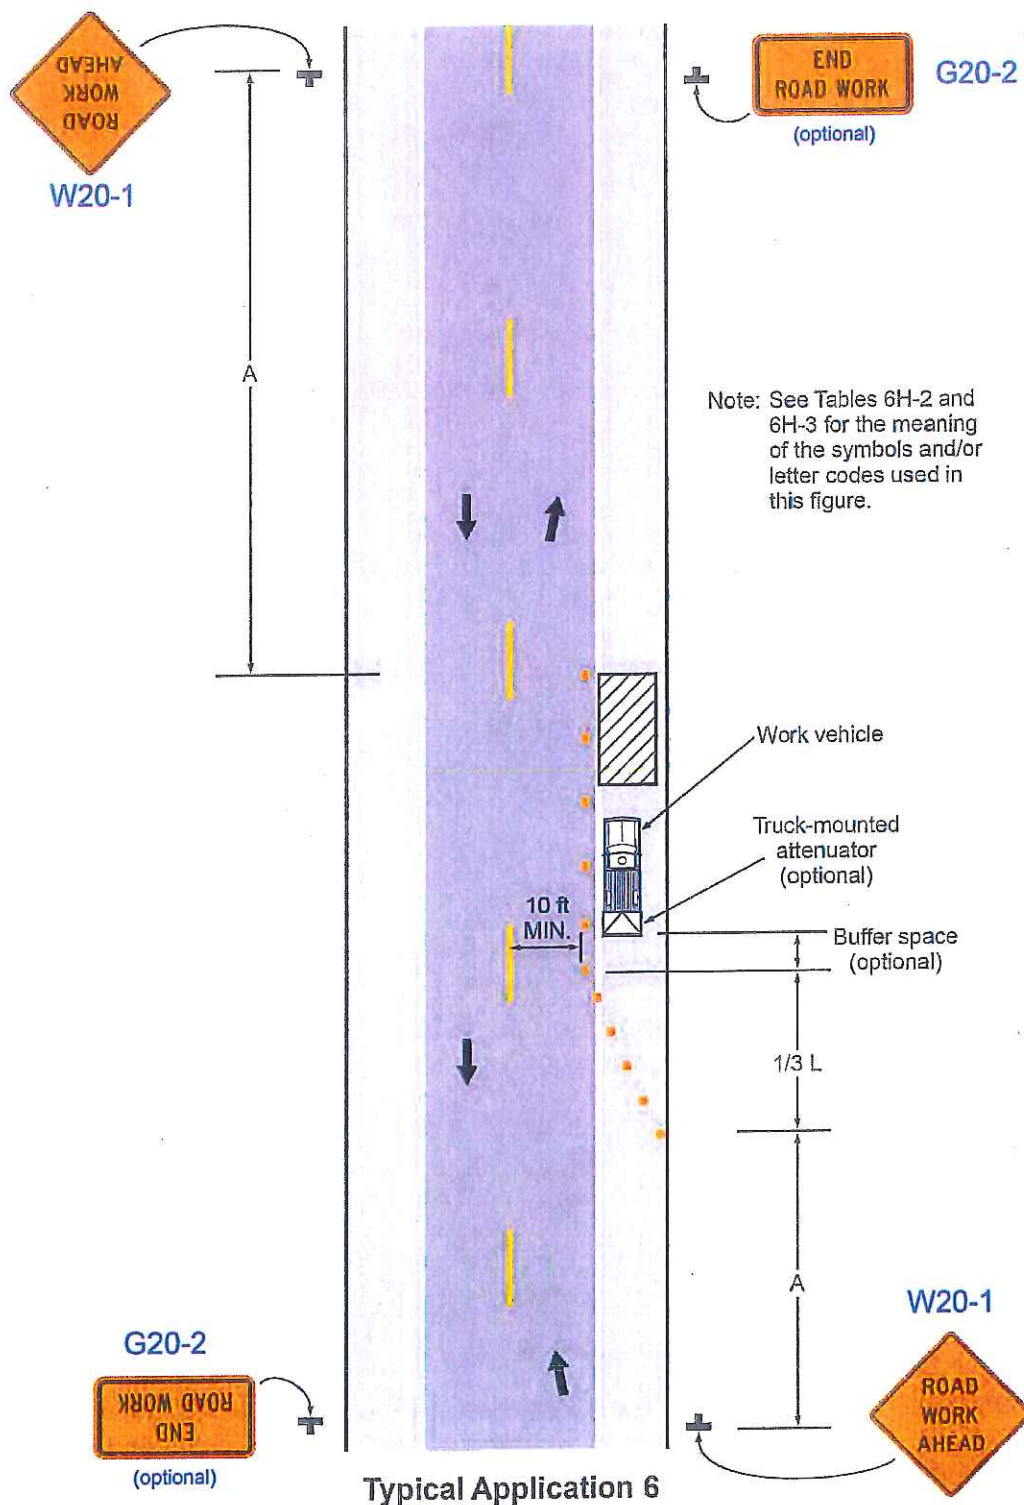 ROAD
WORK
AHEAD
W20-1
END
ROAD WORK
G20-2
(optional)
A
Note: See Tables 6H-2 and
6H-3 for the meaning
of the symbols and/or
letter codes used in
this figure.
Work vehicle
Truck-mounted
attenuator
(optional)
10 ft
MIN.
Buffer space
(optional)
1/3 L
A
W20-1
ROAD
WORK
AHEAD
G20-2
END
ROAD WORK
(optional)
Typical Application 6